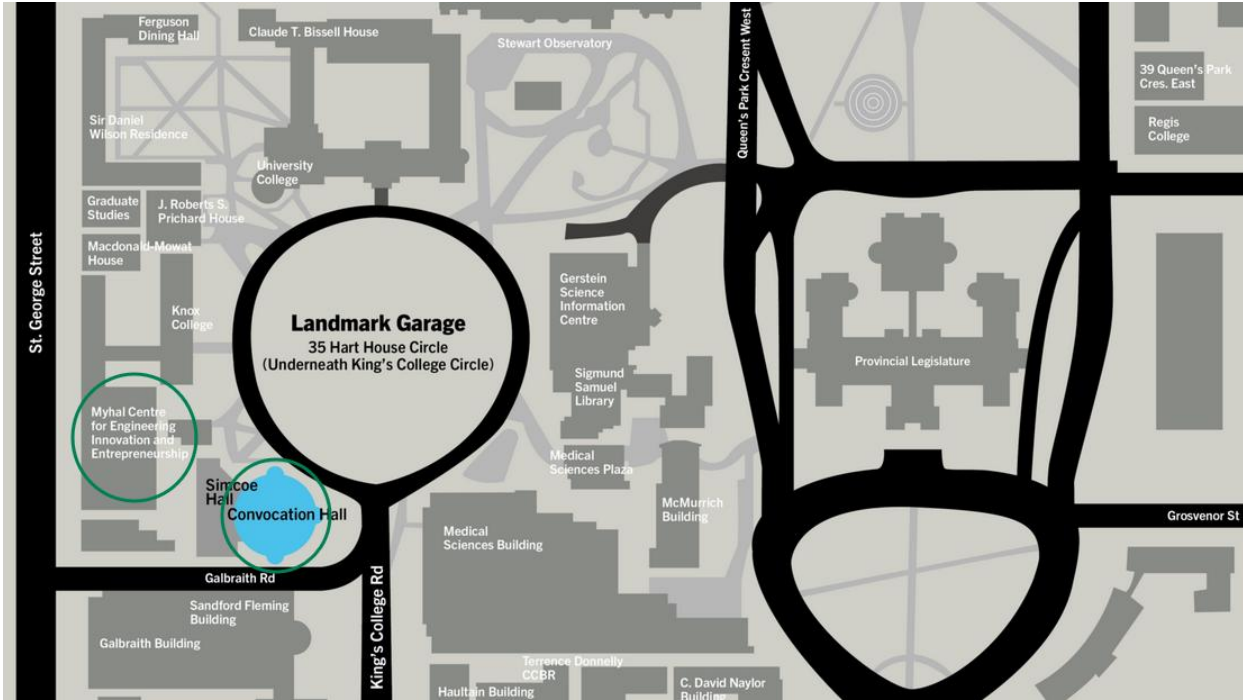 Ferguson
Dining Hall
Claude T. Bissell House
Stewart Observatory
Queen's Park Cresent West
39 Queen's Park
Cres. East
Regis
College
Sir Daniel
Wilson Residence
University
College
Graduate
Studies
J. Roberts S.
Prichard House
Macdonald-Mowat
House
St. George Street
Knox
College
Landmark Garage
35 Hart House Circle
(Underneath King's College Circle)
Gerstein
Science
Information
Centre
Provincial Legislature
Sigmund
Samuel
Library
Myhal Centre
for Engineering
Innovation and
Entrepreneurship
Medical
Sciences Plaza
Simcoe
Hall
Convocation Hall
McMurrich
Building
Medical
Sciences Building
Grosvenor St
Galbraith Rd
King's College Rd
Sandford Fleming
Building
Galbraith Building
Terrence Donnelly
CCBR
Haultain Building
C. David Naylor
Building